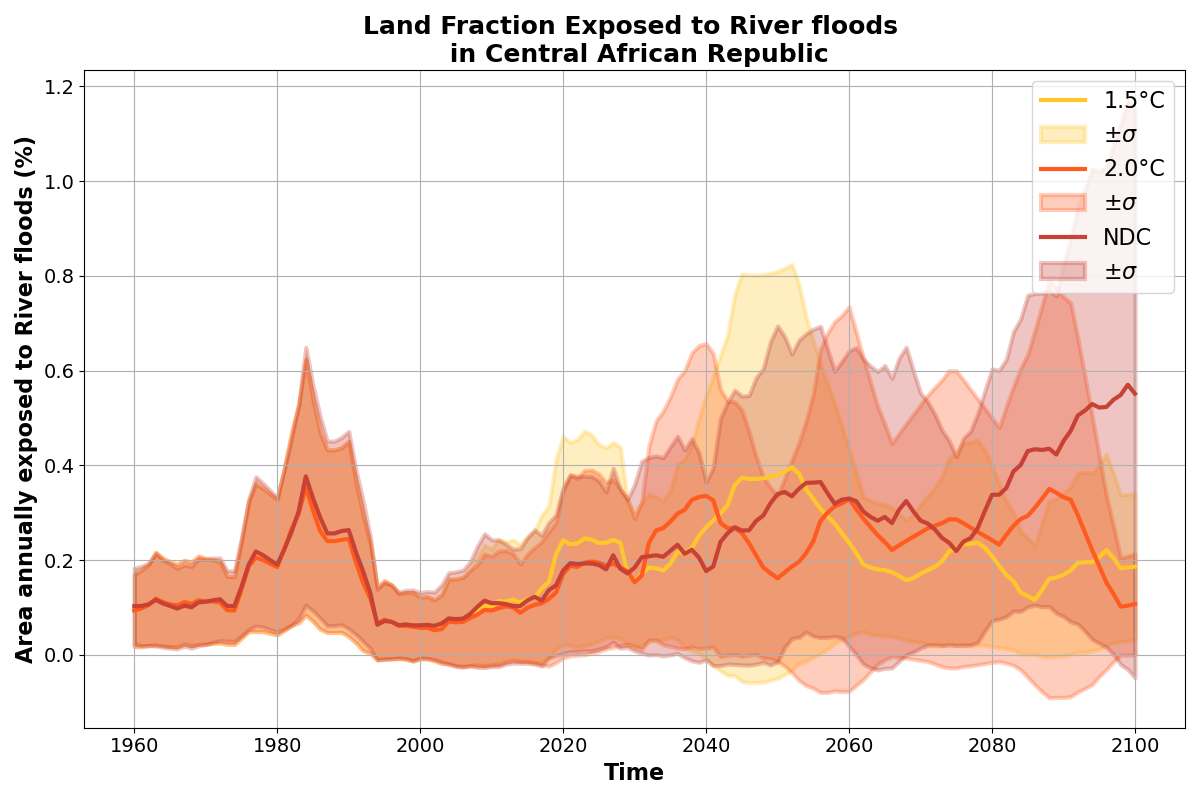 Land Fraction Exposed to River floods
in Central African Republic
Area annually exposed to River floods (%)
1.2
1.0
0.8
0.6
0.4
0.2
0.0
1.5°C
±σ
2.0°C
±σ
NDC
±σ
1960
1980
2000
2020
2040
2060
2080
2100
Time